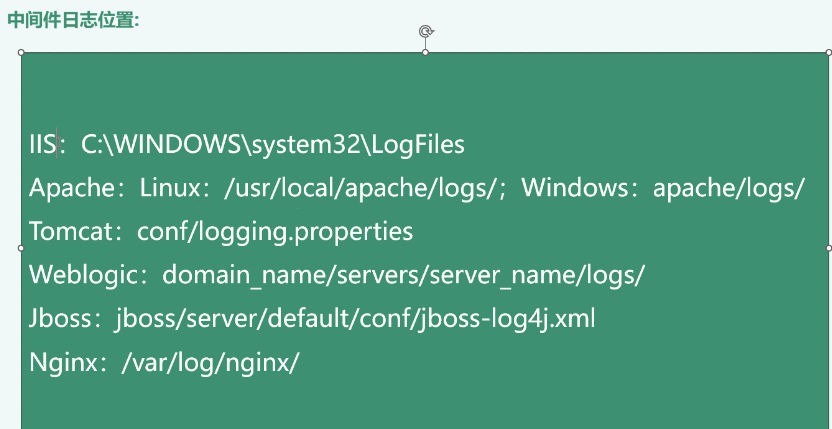 中间件日志位置:
IIS：C:\WINDOWS\system32\LogFiles
Apache：Linux：/usr/local/apache/logs/；Windows：apache/logs/
Tomcat：conf/logging.properties
Weblogic：domain_name/servers/server_name/logs/
Jboss：jboss/server/default/conf/jboss-log4j.xml
Nginx：/var/log/nginx/